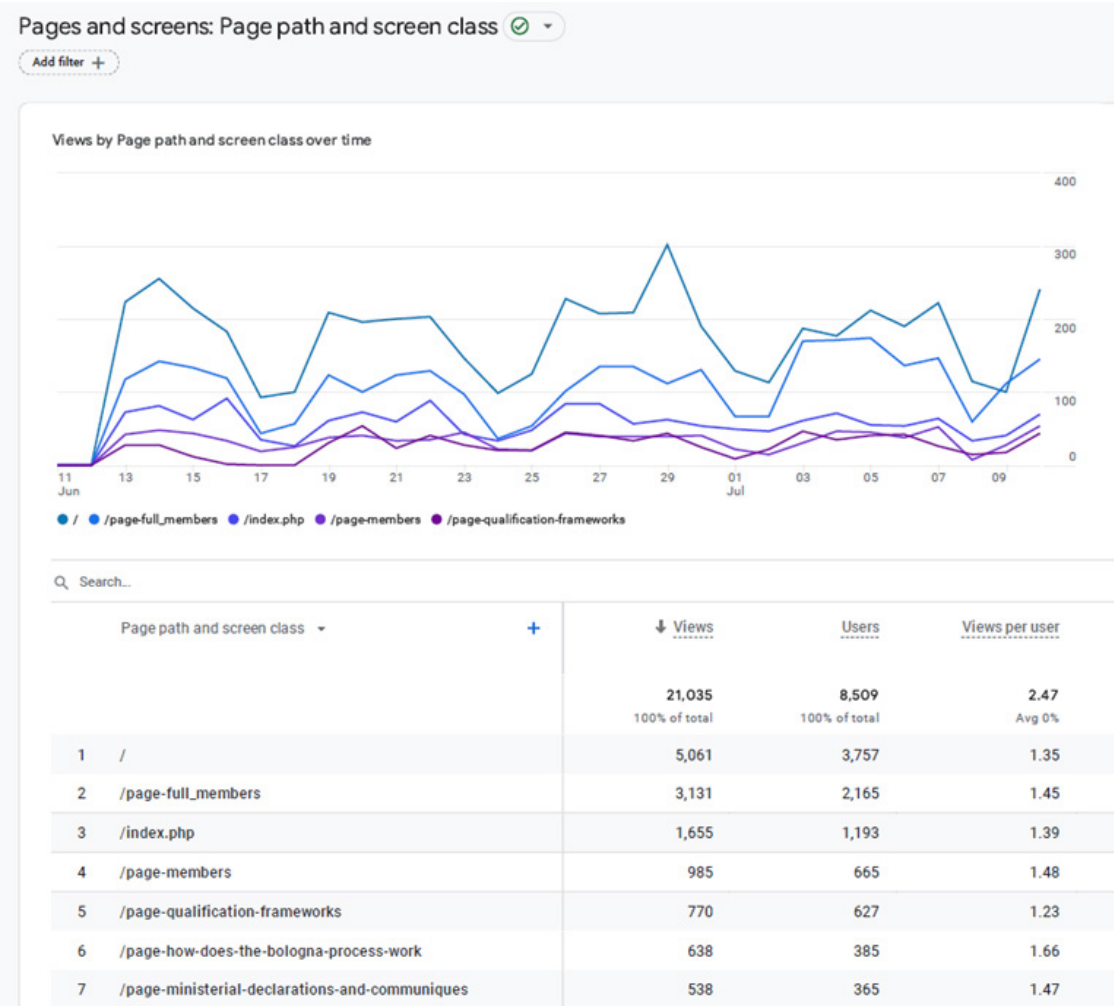 Pages and screens: Page path and screen class
Add filter +
Views by Page path and screen class over time
400
300
200
100
0
11 13 15 17 19 21 23 25 27 29 01 03 05 07 09
Jun Jul
/ /page-full_members /index.php /page-members /page-qualification-frameworks
Search...
Page path and screen class + Views Users Views per user
21,035 8,509 2.47
100% of total 100% of total Avg 0%
1 / 5,061 3,757 1.35
2 /page-full_members 3,131 2,165 1.45
3 /index.php 1,655 1,193 1.39
4 /page-members 985 665 1.48
5 /page-qualification-frameworks 770 627 1.23
6 /page-how-does-the-bologna-process-work 638 385 1.66
7 /page-ministerial-declarations-and-communiques 538 365 1.47